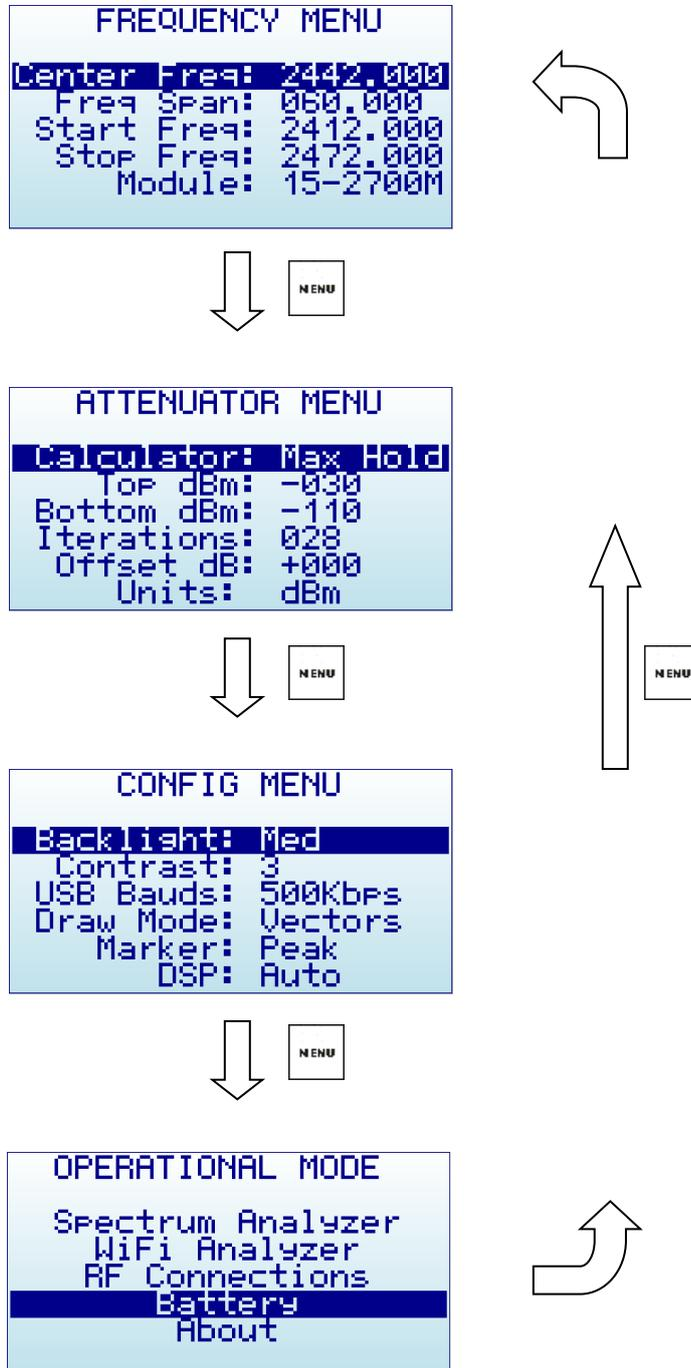 FREQUENCY MENU
Center Freq: 2442.000
Freq Span: 060.000
Start Freq: 2412.000
Stop Freq: 2472.000
Module: 15-2700M
MENU
ATTENUATOR MENU
Calculator: Max Hold
Top dBm: -030
Bottom dBm: -110
Iterations: 028
Offset dB: +000
Units: dBm
MENU
MENU
CONFIG MENU
Backlight: Med
Contrast: 3
USB Bauds: 500Kbps
Draw Mode: Vectors
Marker: Peak
DSP: Auto
MENU
OPERATIONAL MODE
Spectrum Analyzer
WiFi Analyzer
RF Connections
Battery
About